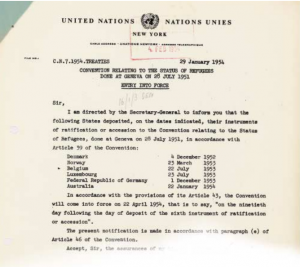 UNITED NATIONS NATIONS UNIES
NEW YORK
C.N.7.1954.TREATIES 29 January 1954
CONVENTION RELATING TO THE STATUS OF REFUGEES
DONE AT GENEVA ON 28 JULY 1951
ENTRY INTO FORCE
Sir,
I am directed by the Secretary-General to inform you that the
following States deposited, on the dates indicated, their instruments
of ratification or accession to the Convention relating to the Status
of Refugees, done at Geneva on 28 July 1951, in accordance with
Article 39 of the Convention:
Denmark 4 December 1952
Norway 23 March 1953
Belgium 22 July 1953
Luxembourg 23 July 1953
Federal Republic of Germany 1 December 1953
Australia 22 January 1954
In accordance with the provisions of its Article 43, the Convention
will come into force on 22 April 1954, that is to say, "on the ninetieth
day following the day of deposit of the sixth instrument of ratification
or accession".
The present notification is made in accordance with paragraph (e) of
Article 46 of the Convention.
Accept, Sir, the assurances of